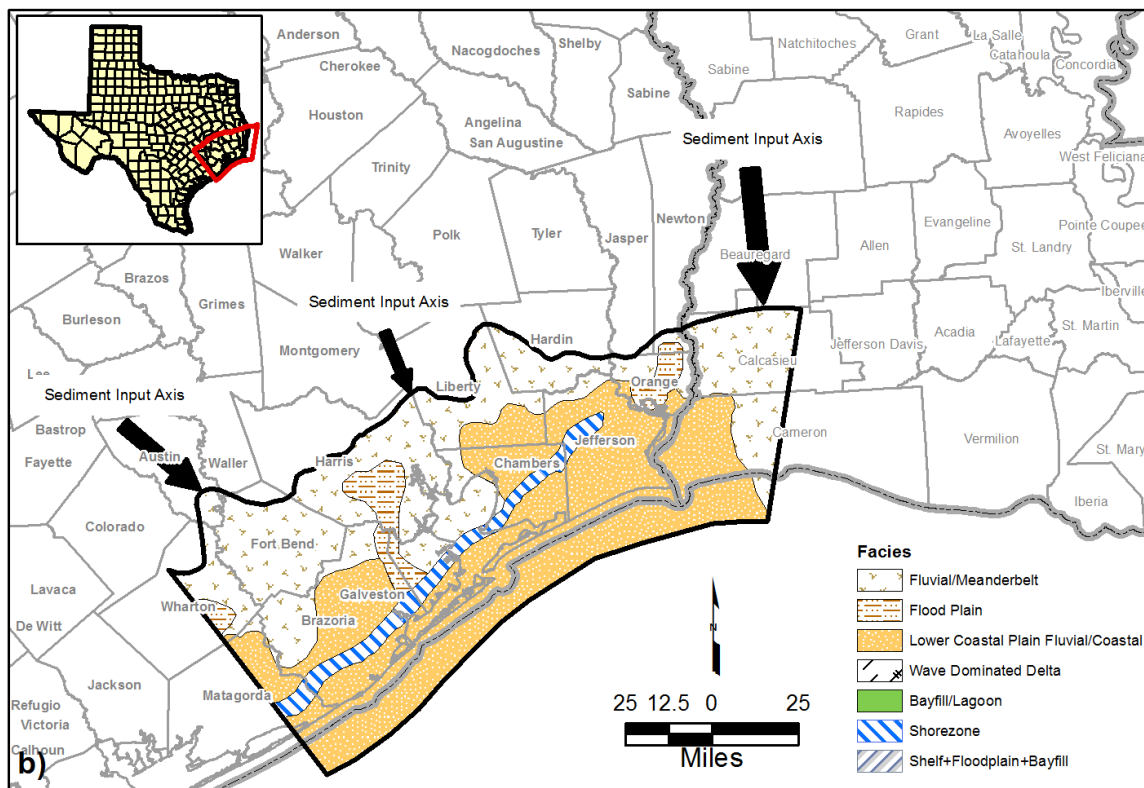 Anderson
Nacogdoches
Shelby
Natchitoches
Grant
La Salle
Catahoula
Concordia
Cherokee
Sabine
Sabine
Houston
Rapides
Avoyelles
Angelina
San Augustine
Sediment Input Axis
Trinity
West Feliciana
Newton
Evangeline
Pointe Coupee
Walker
Polk
Tyler
Jasper
Beauregard
Allen
St. Landry
Brazos
Grimes
Sediment Input Axis
Iberville
Burleson
Montgomery
Hardin
Acadia
St. Martin
Lee
Calcasieu
Jefferson Davis
Lafayette
Sediment Input Axis
Liberty
Orange
Bastrop
Austin
Waller
Harris
Jefferson
Cameron
Vermilion
St. Mary
Fayette
Chambers
Iberia
Colorado
Fort Bend
Lavaca
Galveston
Wharton
Brazoria
De Witt
Jackson
Matagorda
Refugio
Victoria
Calhoun
b)
N
25 12.5 0 25
Miles
Facies
Fluvial/Meanderbelt
Flood Plain
Lower Coastal Plain Fluvial/Coastal
Wave Dominated Delta
Bayfill/Lagoon
Shorezone
Shelf+Floodplain+Bayfill